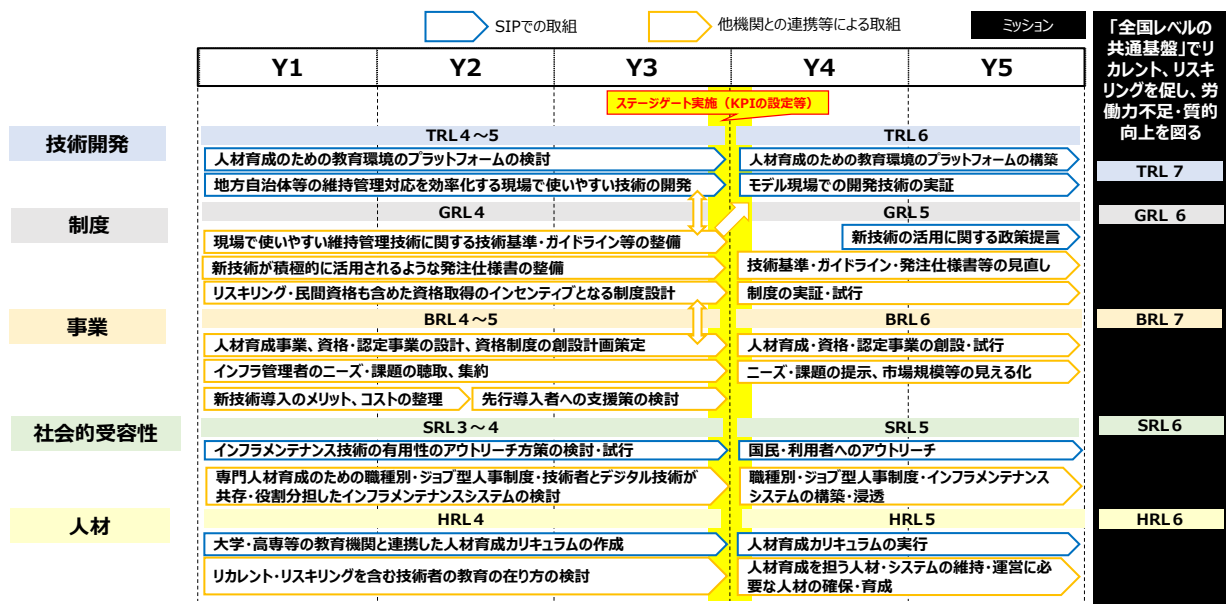 SIPでの取組
他機関との連携等による取組
ミッション
「全国レベルの
共通基盤」でリ
カレント、リスキ
リングを促し、労
働力不足・質的
向上を図る
Y1
Y2
Y3
Y4
Y5
ステージゲート実施（KPIの設定等）
技術開発
TRL4～5
TRL6
人材育成のための教育環境のプラットフォームの検討
人材育成のための教育環境のプラットフォームの構築
TRL 7
地方自治体等の維持管理対応を効率化する現場で使いやすい技術の開発
モデル現場での開発技術の実証
制度
GRL4
GRL5
GRL 6
現場で使いやすい維持管理技術に関する技術基準・ガイドライン等の整備
新技術の活用に関する政策提言
新技術が積極的に活用されるような発注仕様書の整備
技術基準・ガイドライン・発注仕様書等の見直し
リスキリング・民間資格も含めた資格取得のインセンティブとなる制度設計
制度の実証・試行
事業
BRL4～5
BRL6
BRL 7
人材育成事業、資格・認定事業の設計、資格制度の創設計画策定
人材育成・資格・認定事業の創設・試行
インフラ管理者のニーズ・課題の聴取、集約
ニーズ・課題の提示、市場規模等の見える化
新技術導入のメリット、コストの整理
先行導入者への支援策の検討
社会的受容性
SRL3～4
SRL5
SRL6
インフラメンテナンス技術の有用性のアウトリーチ方策の検討・試行
国民・利用者へのアウトリーチ
専門人材育成のための職種別・ジョブ型人事制度・技術者とデジタル技術が
共存・役割分担したインフラメンテナンスシステムの検討
職種別・ジョブ型人事制度・インフラメンテナンス
システムの構築・浸透
人材
HRL4
HRL5
HRL6
大学・高専等の教育機関と連携した人材育成カリキュラムの作成
人材育成カリキュラムの実行
リカレント・リスキリングを含む技術者の教育の在り方の検討
人材育成を担う人材・システムの維持・運営に必
要な人材の確保・育成